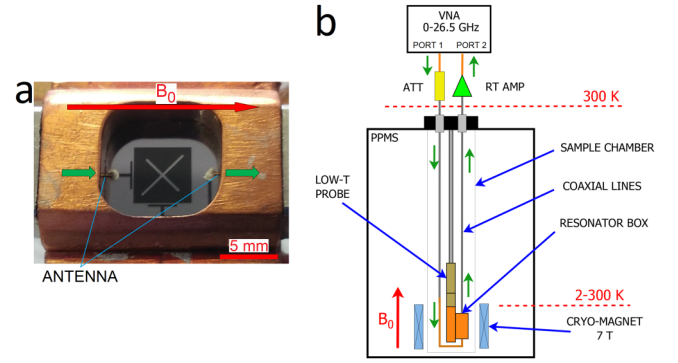 a
B0
5 mm
ANTENNA
b
VNA
0-26.5 GHz
PORT 1 PORT 2
ATT
RT AMP
300 K
PPMS
SAMPLE CHAMBER
LOW-T
PROBE
COAXIAL LINES
RESONATOR BOX
2-300 K
B0
CRYO-MAGNET
7 T